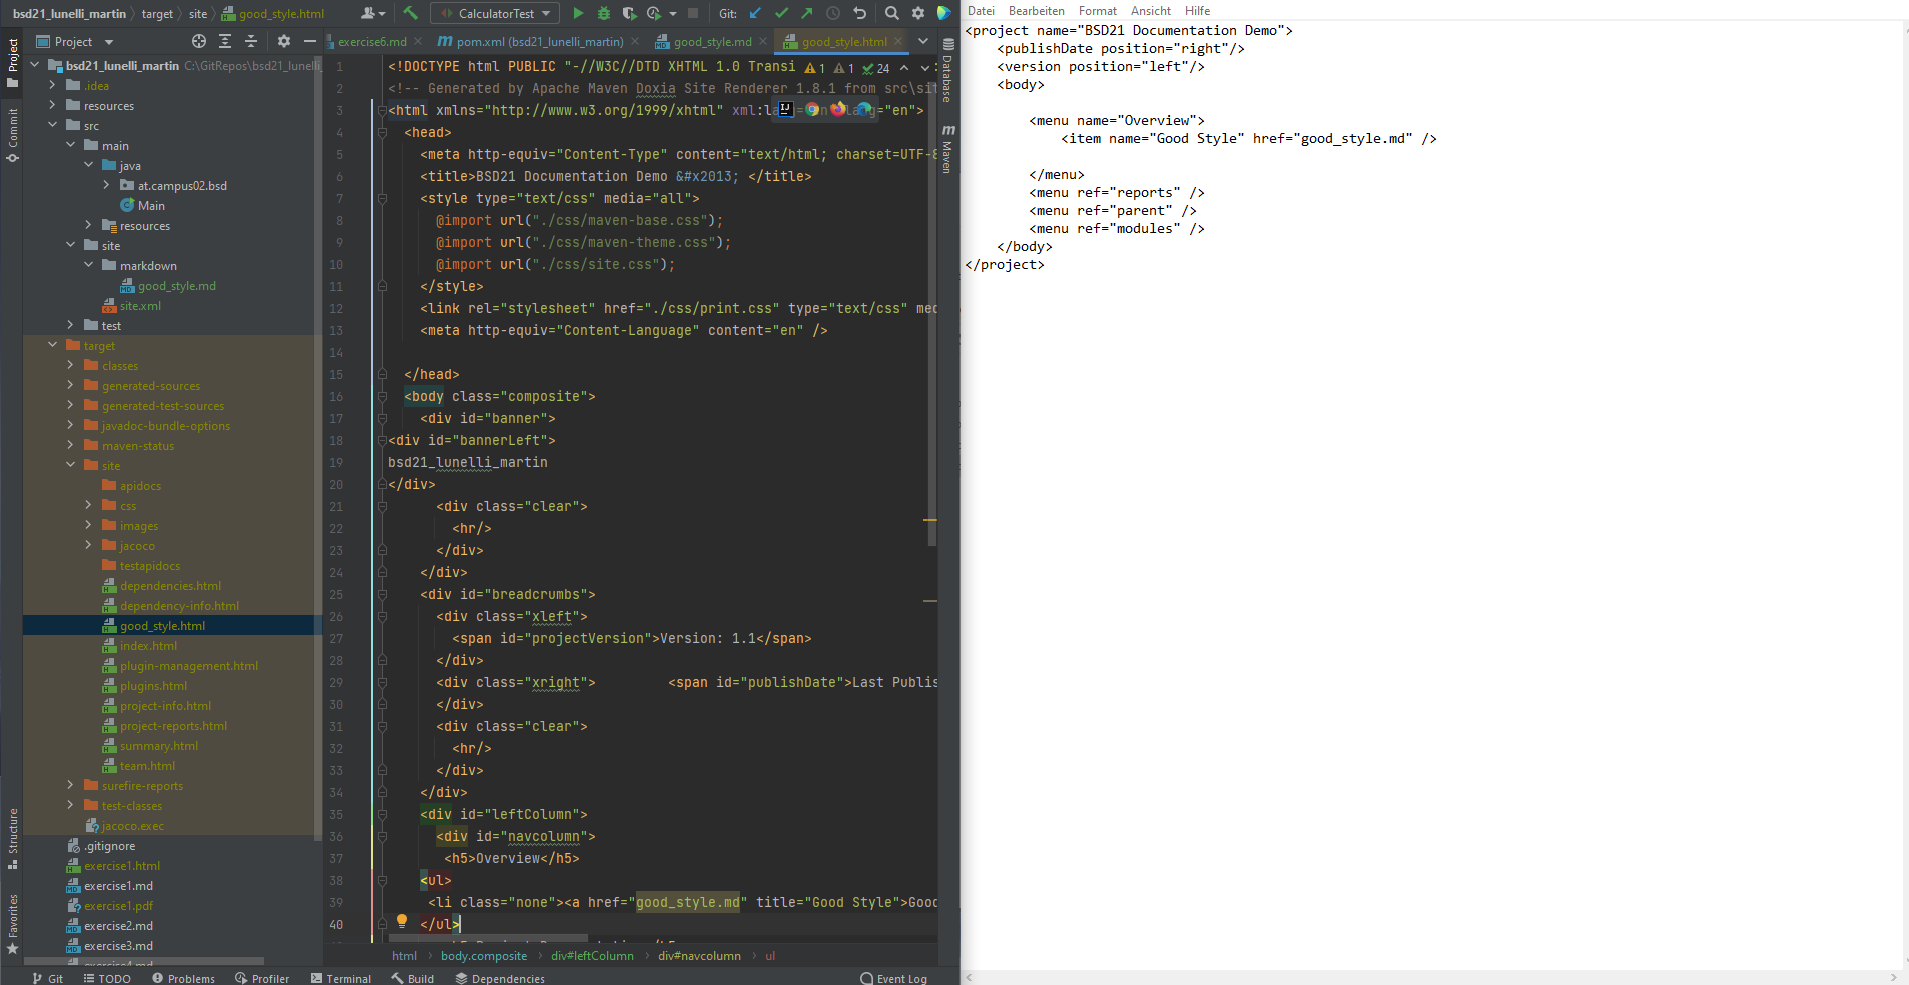 bsd21_lunelli_martin
target
site
good_style.html
CalculatorTest
Git:
Project
bsd21_lunelli_martin C:\GitRepos\bsd21_lunelli_
.idea
resources
src
main
java
at.campus02.bsd
Main
resources
site
markdown
good_style.md
site.xml
test
target
classes
generated-sources
generated-test-sources
javadoc-bundle-options
maven-status
site
apidocs
css
images
jacoco
testapidocs
dependencies.html
dependency-info.html
good_style.html
index.html
plugin-management.html
plugins.html
project-info.html
project-reports.html
summary.html
team.html
surefire-reports
test-classes
jacoco.exec
.gitignore
exercise1.html
exercise1.md
exercise1.pdf
exercise2.md
exercise3.md
Project
Commit
Structure
Favorites
exercise6.md
pom.xml (bsd21_lunelli_martin)
good_style.md
good_style.html
1 <!DOCTYPE html PUBLIC "-//W3C//DTD XHTML 1.0 Transi
1 1 24
2 <!-- Generated by Apache Maven Doxia Site Renderer 1.8.1 from src\sit
3 <html xmlns="http://www.w3.org/1999/xhtml" xml:la ="en">
4 <head>
5 <meta http-equiv="Content-Type" content="text/html; charset=UTF-8
6 <title>BSD21 Documentation Demo &#x2013; </title>
7 <style type="text/css" media="all">
8 @import url("./css/maven-base.css");
9 @import url("./css/maven-theme.css");
10 @import url("./css/site.css");
11 </style>
12 <link rel="stylesheet" href="./css/print.css" type="text/css" med
13 <meta http-equiv="Content-Language" content="en" />
14
15 </head>
16 <body class="composite">
17 <div id="banner">
18 <div id="bannerLeft">
19 bsd21_lunelli_martin
20 </div>
21 <div class="clear">
22 <hr/>
23 </div>
24 </div>
25 <div id="breadcrumbs">
26 <div class="xleft">
27 <span id="projectVersion">Version: 1.1</span>
28 </div>
29 <div class="xright"> <span id="publishDate">Last Publis
30 </div>
31 <div class="clear">
32 <hr/>
33 </div>
34 </div>
35 <div id="leftColumn">
36 <div id="navcolumn">
37 <h5>Overview</h5>
38 <ul>
39 <li class="none"><a href="good_style.md" title="Good Style">Good
40 </ul>
html
body.composite
div#leftColumn
div#navcolumn
ul
Database
Maven
Git
TODO
Problems
Profiler
Terminal
Build
Dependencies
Event Log
Datei Bearbeiten Format Ansicht Hilfe
<project name="BSD21 Documentation Demo">
<publishDate position="right"/>
<version position="left"/>
<body>
<menu name="Overview">
<item name="Good Style" href="good_style.md" />
</menu>
<menu ref="reports" />
<menu ref="parent" />
<menu ref="modules" />
</body>
</project>